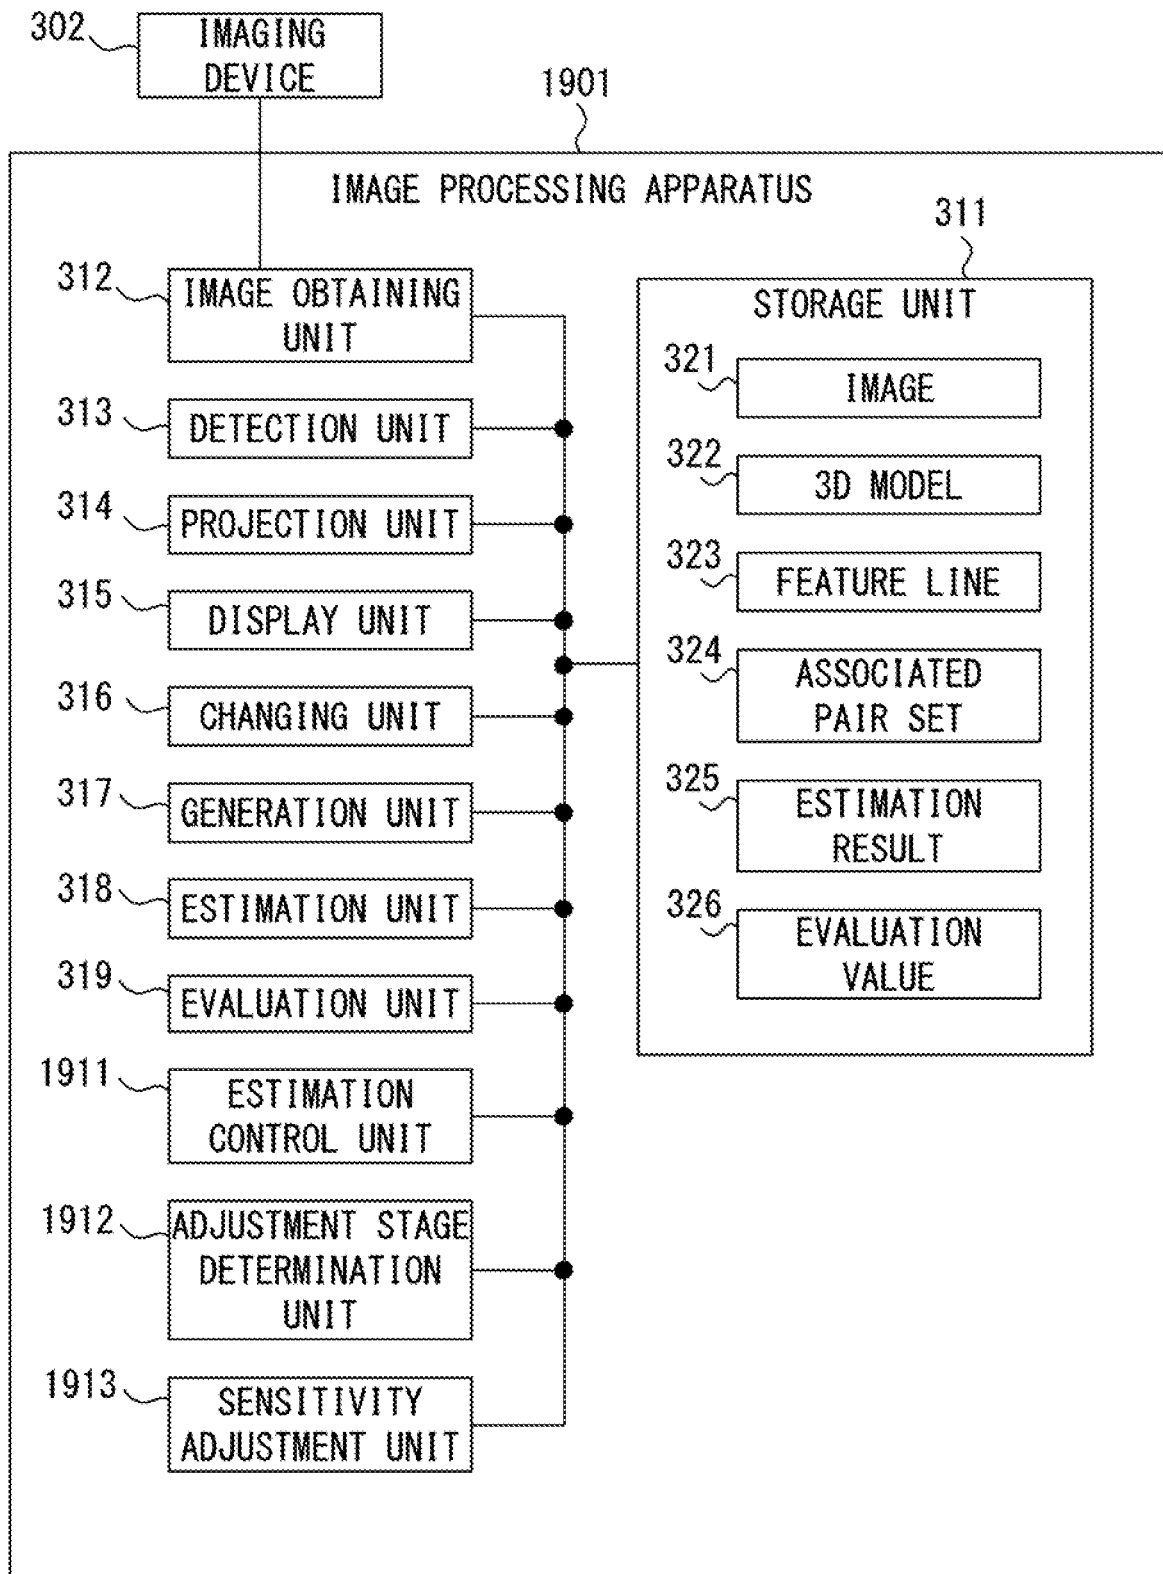 302
IMAGING
DEVICE
1901
IMAGE PROCESSING APPARATUS
312
IMAGE OBTAINING
UNIT
313
DETECTION UNIT
314
PROJECTION UNIT
315
DISPLAY UNIT
316
CHANGING UNIT
317
GENERATION UNIT
318
ESTIMATION UNIT
319
EVALUATION UNIT
1911
ESTIMATION
CONTROL UNIT
1912
ADJUSTMENT STAGE
DETERMINATION
UNIT
1913
SENSITIVITY
ADJUSTMENT UNIT
311
STORAGE UNIT
321
IMAGE
322
3D MODEL
323
FEATURE LINE
324
ASSOCIATED
PAIR SET
325
ESTIMATION
RESULT
326
EVALUATION
VALUE